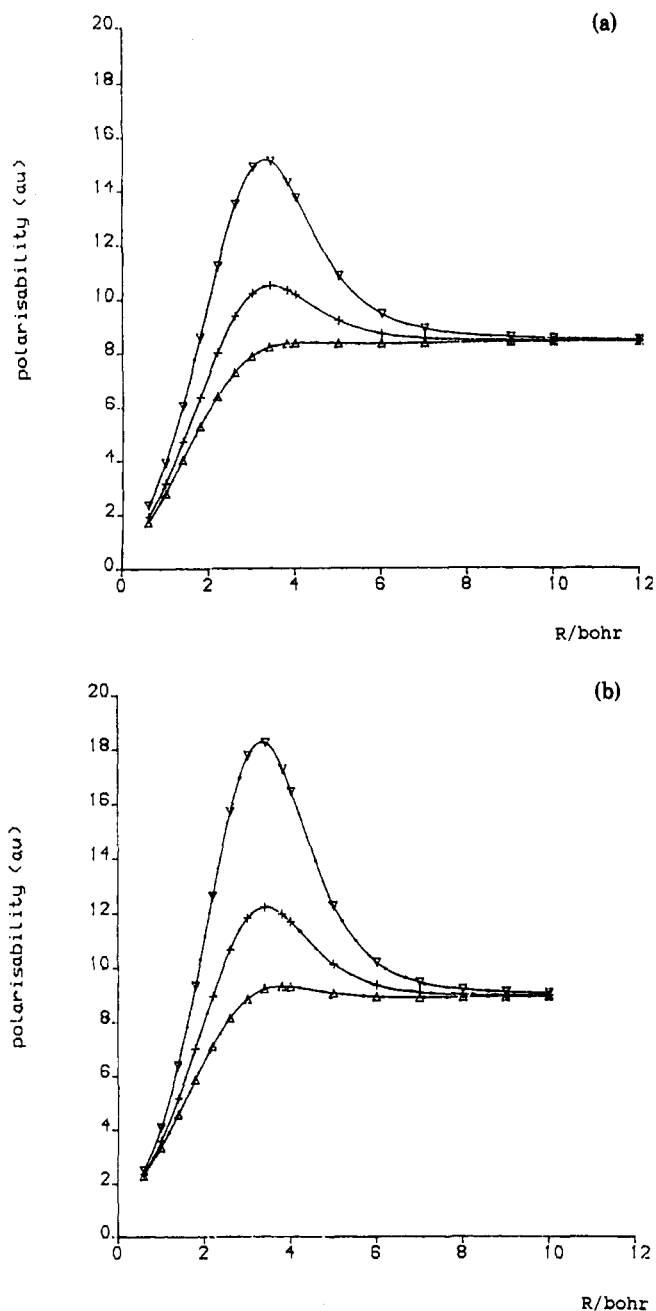 (a)
20.
18.
16.
14.
12.
10.
8.
6.
4.
2.
0.
polarisability (au)
0 2 4 6 8 10 12
R/bohr
(b)
20
18.
16.
14.
12.
10.
8.
6.
4.
2.
0.
polarisability (au)
0 2 4 6 8 10 12
R/bohr